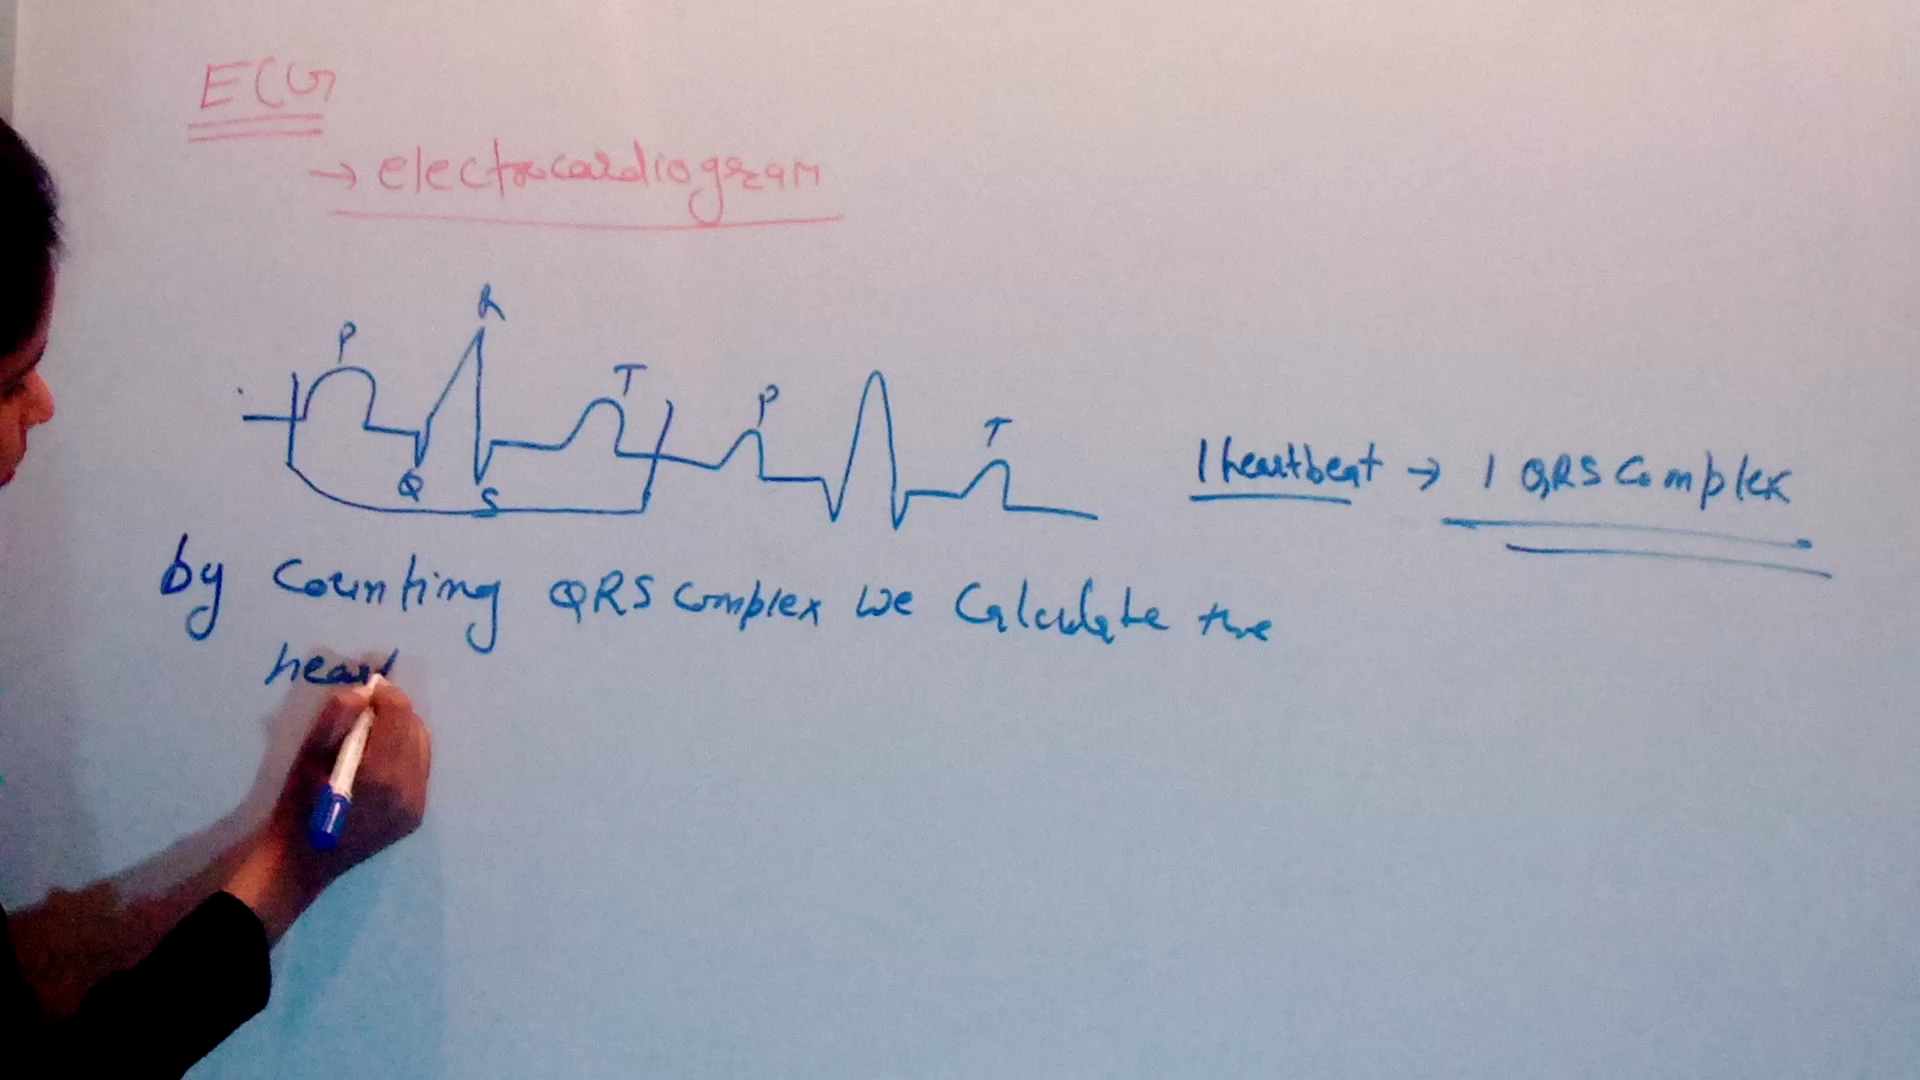 ECG
→ electrocardiogram
P R T P T
Q S
1 heartbeat → 1 QRS Complex
by Counting QRS complex we Calculate the
heart